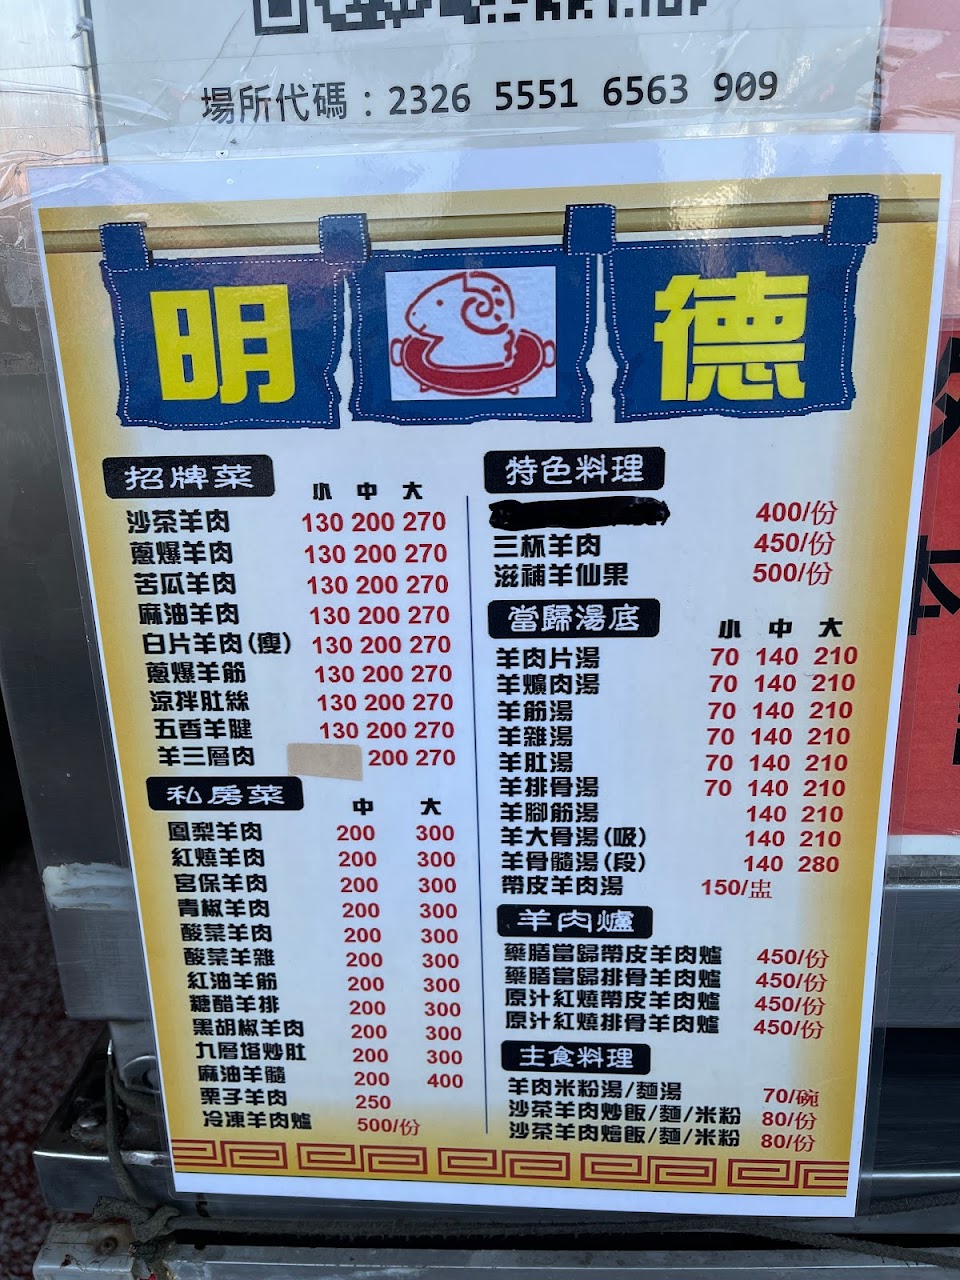 場所代碼：2326 5551 6563 909
明 德
招牌菜
小 中 大
沙茶羊肉 130 200 270
蔥爆羊肉 130 200 270
苦瓜羊肉 130 200 270
麻油羊肉 130 200 270
白片羊肉(瘦) 130 200 270
蔥爆羊筋 130 200 270
涼拌肚絲 130 200 270
五香羊腱 130 200 270
羊三層肉 200 270
私房菜
中 大
鳳梨羊肉 200 300
紅燒羊肉 200 300
宮保羊肉 200 300
青椒羊肉 200 300
酸菜羊肉 200 300
酸菜羊雜 200 300
紅油羊筋 200 300
糖醋羊排 200 300
黑胡椒羊肉 200 300
九層塔炒肚 200 300
麻油羊髓 200 400
栗子羊肉 250
冷凍羊肉爐 500/份
特色料理
400/份
三杯羊肉 450/份
滋補羊仙果 500/份
當歸湯底
小 中 大
羊肉片湯 70 140 210
羊爌肉湯 70 140 210
羊筋湯 70 140 210
羊雜湯 70 140 210
羊肚湯 70 140 210
羊排骨湯 70 140 210
羊腳筋湯 140 210
羊大骨湯(吸) 140 210
羊骨髓湯(段) 140 280
帶皮羊肉湯 150/盅
羊肉爐
藥膳當歸帶皮羊肉爐 450/份
藥膳當歸排骨羊肉爐 450/份
原汁紅燒帶皮羊肉爐 450/份
原汁紅燒排骨羊肉爐 450/份
主食料理
羊肉米粉湯/麵湯 70/碗
沙茶羊肉炒飯/麵/米粉 80/份
沙茶羊肉燴飯/麵/米粉 80/份